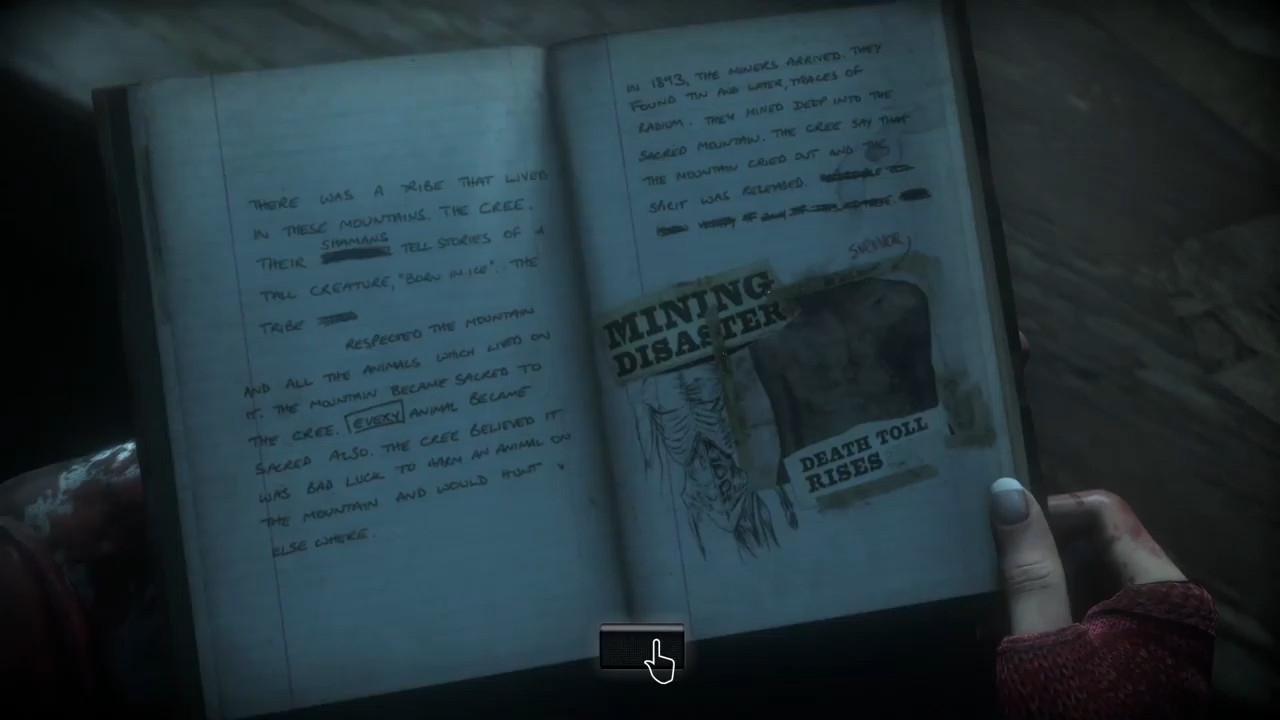 THERE WAS A TRIBE THAT LIVED
IN THESE MOUNTAINS. THE CREE.
SHAMANS
THEIR TELL STORIES OF A
TALL CREATURE, "BORN IN ICE". THE
TRIBE
RESPECTED THE MOUNTAIN
AND ALL THE ANIMALS WHICH LIVED ON
IT. THE MOUNTAIN BECAME SACRED TO
THE CREE. EVERY ANIMAL BECAME
SACRED ALSO. THE CREE BELIEVED IT
WAS BAD LUCK TO HARM AN ANIMAL ON
THE MOUNTAIN AND WOULD HUNT
ELSE WHERE.
IN 1893, THE MINERS ARRIVED. THEY
FOUND TIN AND LATER, TRACES OF
RADIUM. THEY MINED DEEP INTO THE
SACRED MOUNTAIN. THE CREE SAY THAT
THE MOUNTAIN CRIED OUT AND THE
SPIRIT WAS RELEASED.
SURVIVOR
MINING
DISASTER
DEATH TOLL
RISES